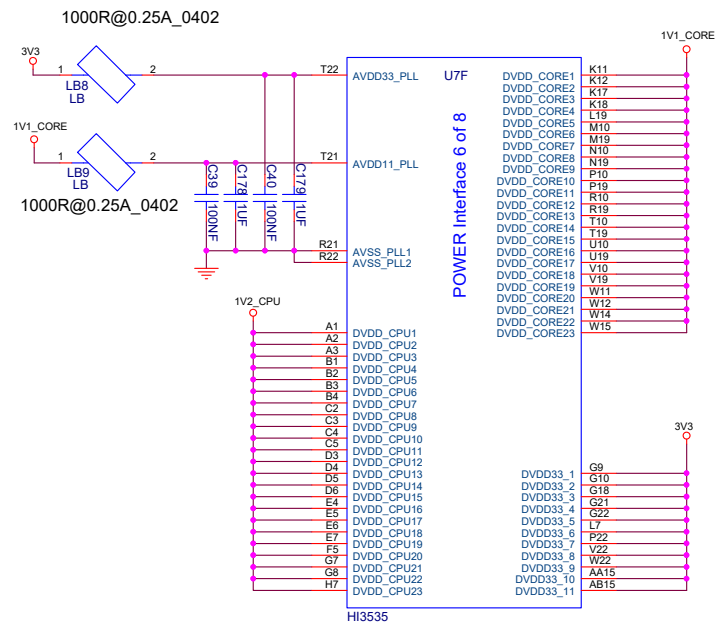 1000R@0.25A_0402
3V3
1
2
LB8
LB
1V1_CORE
1
2
LB9
LB
1000R@0.25A_0402
C39
100NF
C178
1UF
C40
100NF
C179
1UF
T22
AVDD33_PLL
T21
AVDD11_PLL
R21
AVSS_PLL1
R22
AVSS_PLL2
1V2_CPU
A1 DVDD_CPU1
A2 DVDD_CPU2
A3 DVDD_CPU3
B1 DVDD_CPU4
B2 DVDD_CPU5
B3 DVDD_CPU6
B4 DVDD_CPU7
C2 DVDD_CPU8
C3 DVDD_CPU9
C4 DVDD_CPU10
C5 DVDD_CPU11
D3 DVDD_CPU12
D4 DVDD_CPU13
D5 DVDD_CPU14
D6 DVDD_CPU15
E4 DVDD_CPU16
E5 DVDD_CPU17
E6 DVDD_CPU18
E7 DVDD_CPU19
F5 DVDD_CPU20
G7 DVDD_CPU21
G8 DVDD_CPU22
H7 DVDD_CPU23
U7F
POWER Interface 6 of 8
HI3535
1V1_CORE
DVDD_CORE1 K11
DVDD_CORE2 K12
DVDD_CORE3 K17
DVDD_CORE4 K18
DVDD_CORE5 L19
DVDD_CORE6 M10
DVDD_CORE7 M19
DVDD_CORE8 N10
DVDD_CORE9 N19
DVDD_CORE10 P10
DVDD_CORE11 P19
DVDD_CORE12 R10
DVDD_CORE13 R19
DVDD_CORE14 T10
DVDD_CORE15 T19
DVDD_CORE16 U10
DVDD_CORE17 U19
DVDD_CORE18 V10
DVDD_CORE19 V19
DVDD_CORE20 W11
DVDD_CORE21 W12
DVDD_CORE22 W14
DVDD_CORE23 W15
3V3
DVDD33_1 G9
DVDD33_2 G10
DVDD33_3 G18
DVDD33_4 G21
DVDD33_5 G22
DVDD33_6 L7
DVDD33_7 P22
DVDD33_8 V22
DVDD33_9 W22
DVDD33_10 AA15
DVDD33_11 AB15